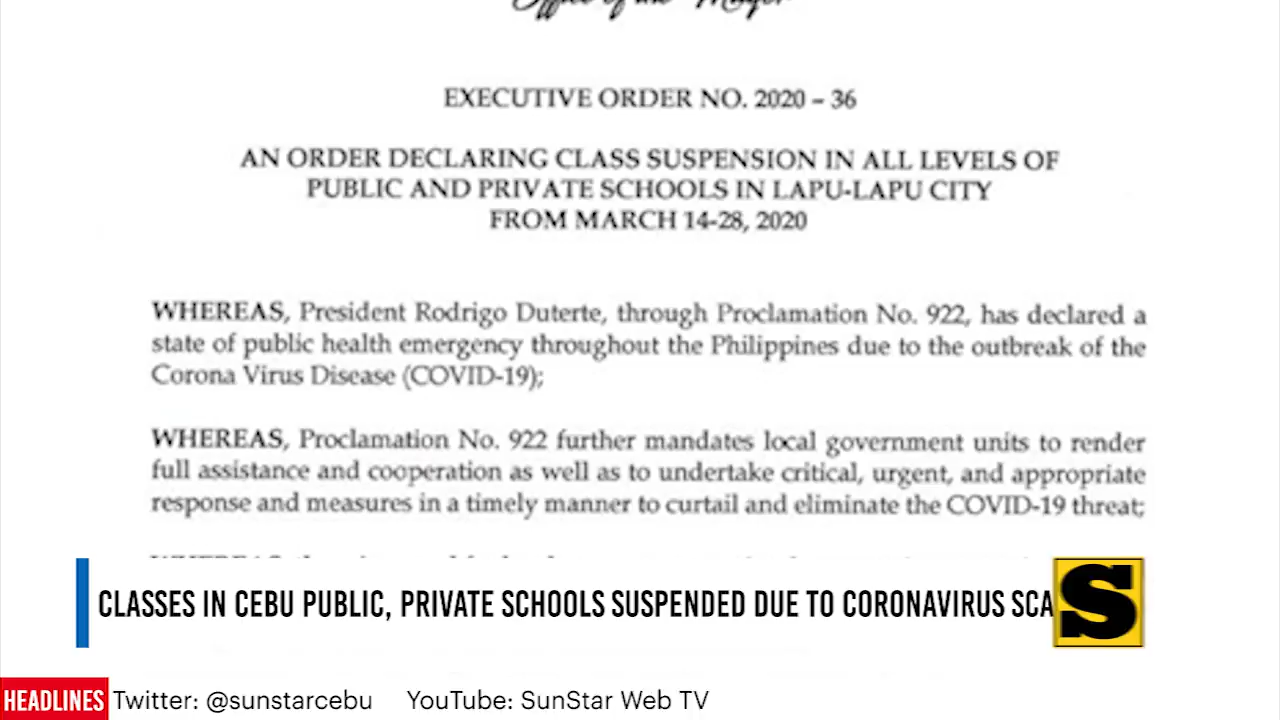 Office of the Mayor
EXECUTIVE ORDER NO. 2020 – 36
AN ORDER DECLARING CLASS SUSPENSION IN ALL LEVELS OF
PUBLIC AND PRIVATE SCHOOLS IN LAPU-LAPU CITY
FROM MARCH 14-28, 2020
WHEREAS, President Rodrigo Duterte, through Proclamation No. 922, has declared a
state of public health emergency throughout the Philippines due to the outbreak of the
Corona Virus Disease (COVID-19);
WHEREAS, Proclamation No. 922 further mandates local government units to render
full assistance and cooperation as well as to undertake critical, urgent, and appropriate
response and measures in a timely manner to curtail and eliminate the COVID-19 threat;
CLASSES IN CEBU PUBLIC, PRIVATE SCHOOLS SUSPENDED DUE TO CORONAVIRUS SCA
S
HEADLINES Twitter: @sunstarcebu YouTube: SunStar Web TV